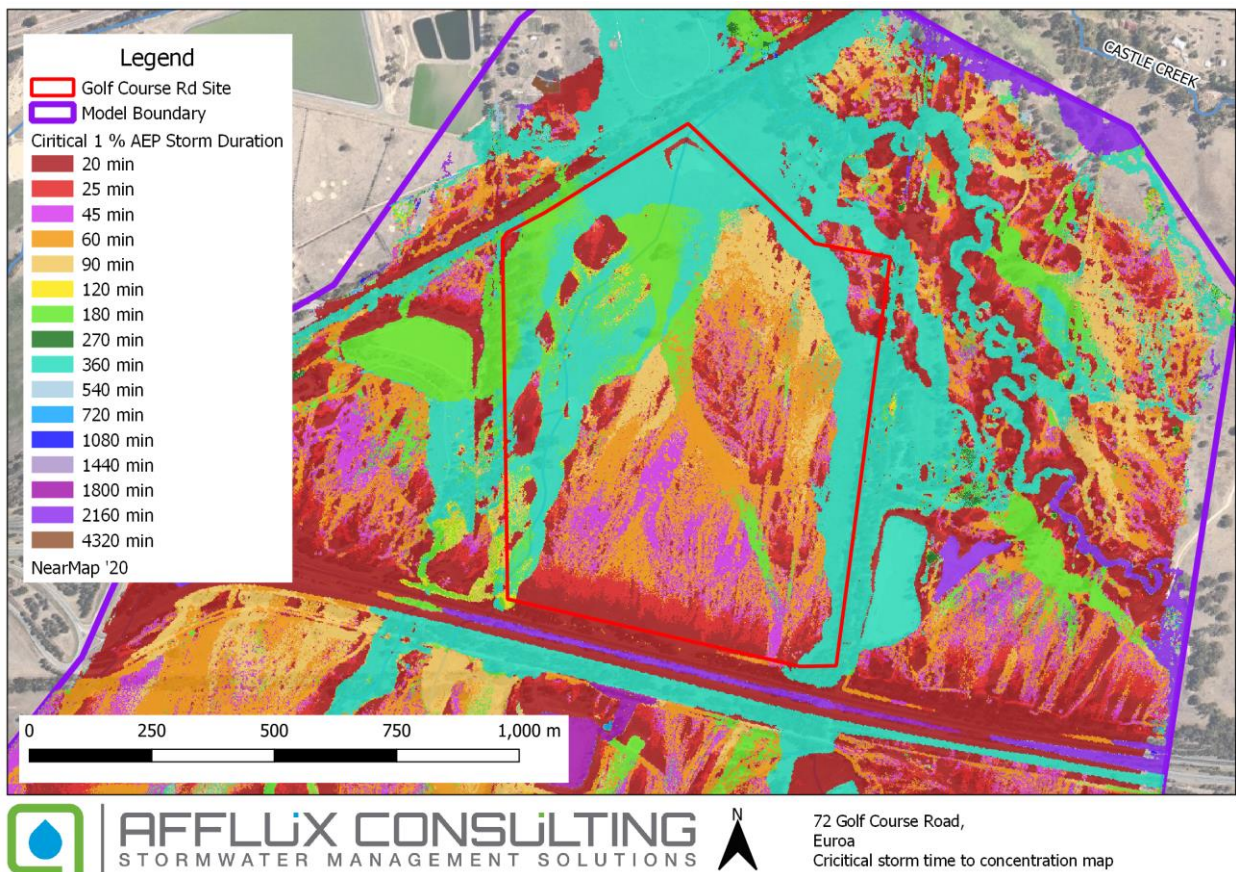 Legend
Golf Course Rd Site
Model Boundary
Ciritical 1 % AEP Storm Duration
20 min
25 min
45 min
60 min
90 min
120 min
180 min
270 min
360 min
540 min
720 min
1080 min
1440 min
1800 min
2160 min
4320 min
NearMap '20
CASTLE CREEK
0 250 500 750 1,000 m
AFFLUX CONSULTING
STORMWATER MANAGEMENT SOLUTIONS
N
72 Golf Course Road,
Euroa
Cricitical storm time to concentration map